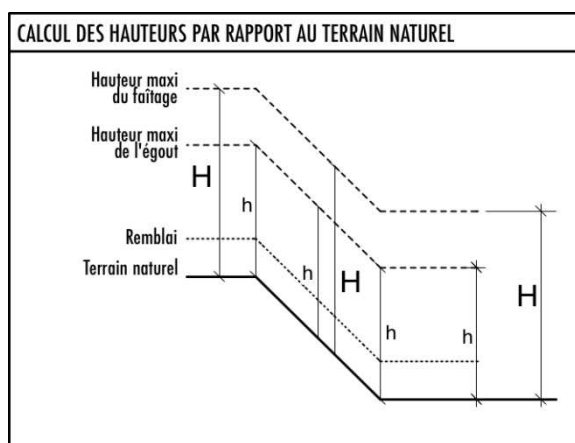 CALCUL DES HAUTEURS PAR RAPPORT AU TERRAIN NATUREL
Hauteur maxi
du faîtage
Hauteur maxi
de l'égout
H
h
Remblai
Terrain naturel
h
H
h
h
H